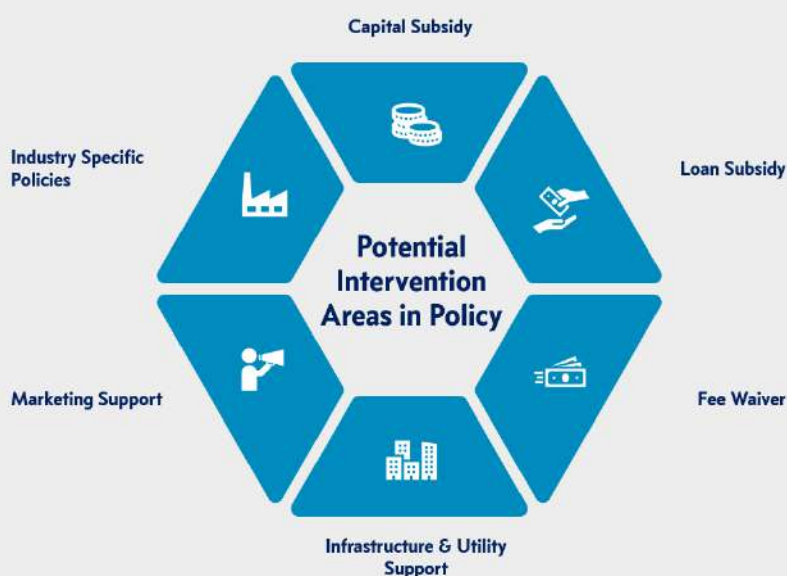 Capital Subsidy
Industry Specific
Policies
Loan Subsidy
Potential
Intervention
Areas in Policy
Marketing Support
Fee Waiver
Infrastructure & Utility
Support